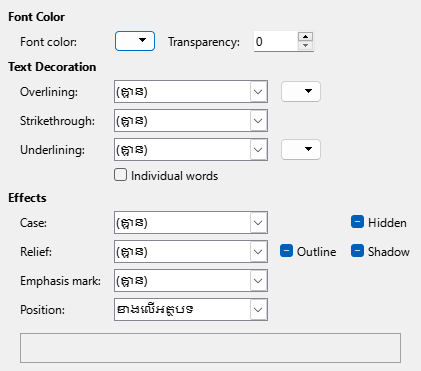 Font Color
Font color: Transparency: 0
Text Decoration
Overlining: (គ្មាន)
Strikethrough: (គ្មាន)
Underlining: (គ្មាន)
Individual words
Effects
Case: (គ្មាន) Hidden
Relief: (គ្មាន) Outline Shadow
Emphasis mark: (គ្មាន)
Position: ខាងលើអត្ថបទ